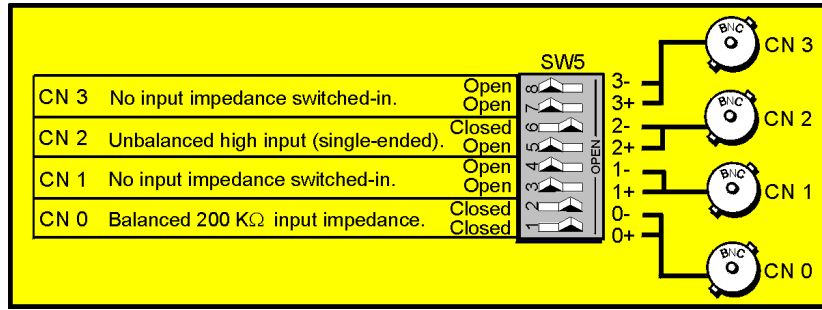 SW5
BNC CN 3
CN 3 No input impedance switched-in. Open 8 3-
Open 7 3+
CN 2 Unbalanced high input (single-ended). Closed 6 2-
Open 5 2+
BNC CN 2
CN 1 No input impedance switched-in. Open 4 1-
Open 3 1+
BNC CN 1
CN 0 Balanced 200 KΩ input impedance. Closed 2 0-
Closed 1 0+
OPEN
BNC CN 0